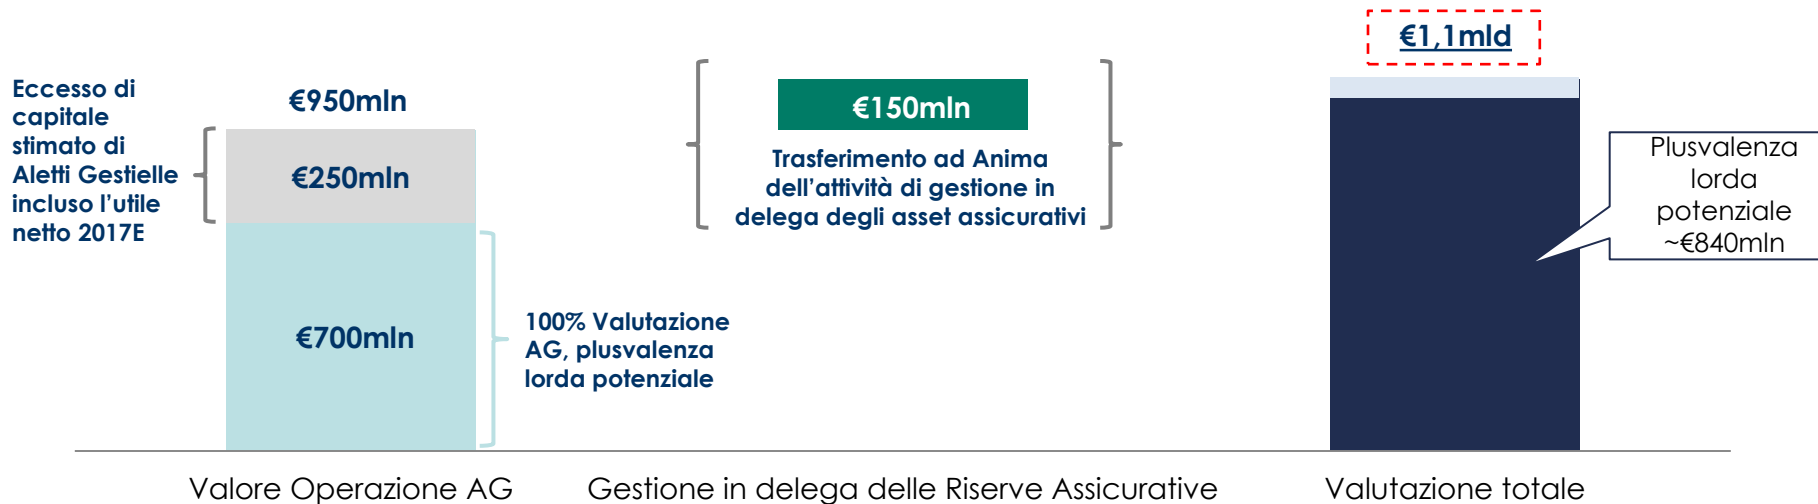 Eccesso di
capitale
stimato di
Aletti Gestielle
incluso l'utile
netto 2017E
€950mln
€250mln
€700mln
100% Valutazione
AG, plusvalenza
lorda potenziale
€150mln
Trasferimento ad Anima
dell'attività di gestione in
delega degli asset assicurativi
€1,1mld
Plusvalenza
lorda
potenziale
~€840mln
Valore Operazione AG
Gestione in delega delle Riserve Assicurative
Valutazione totale